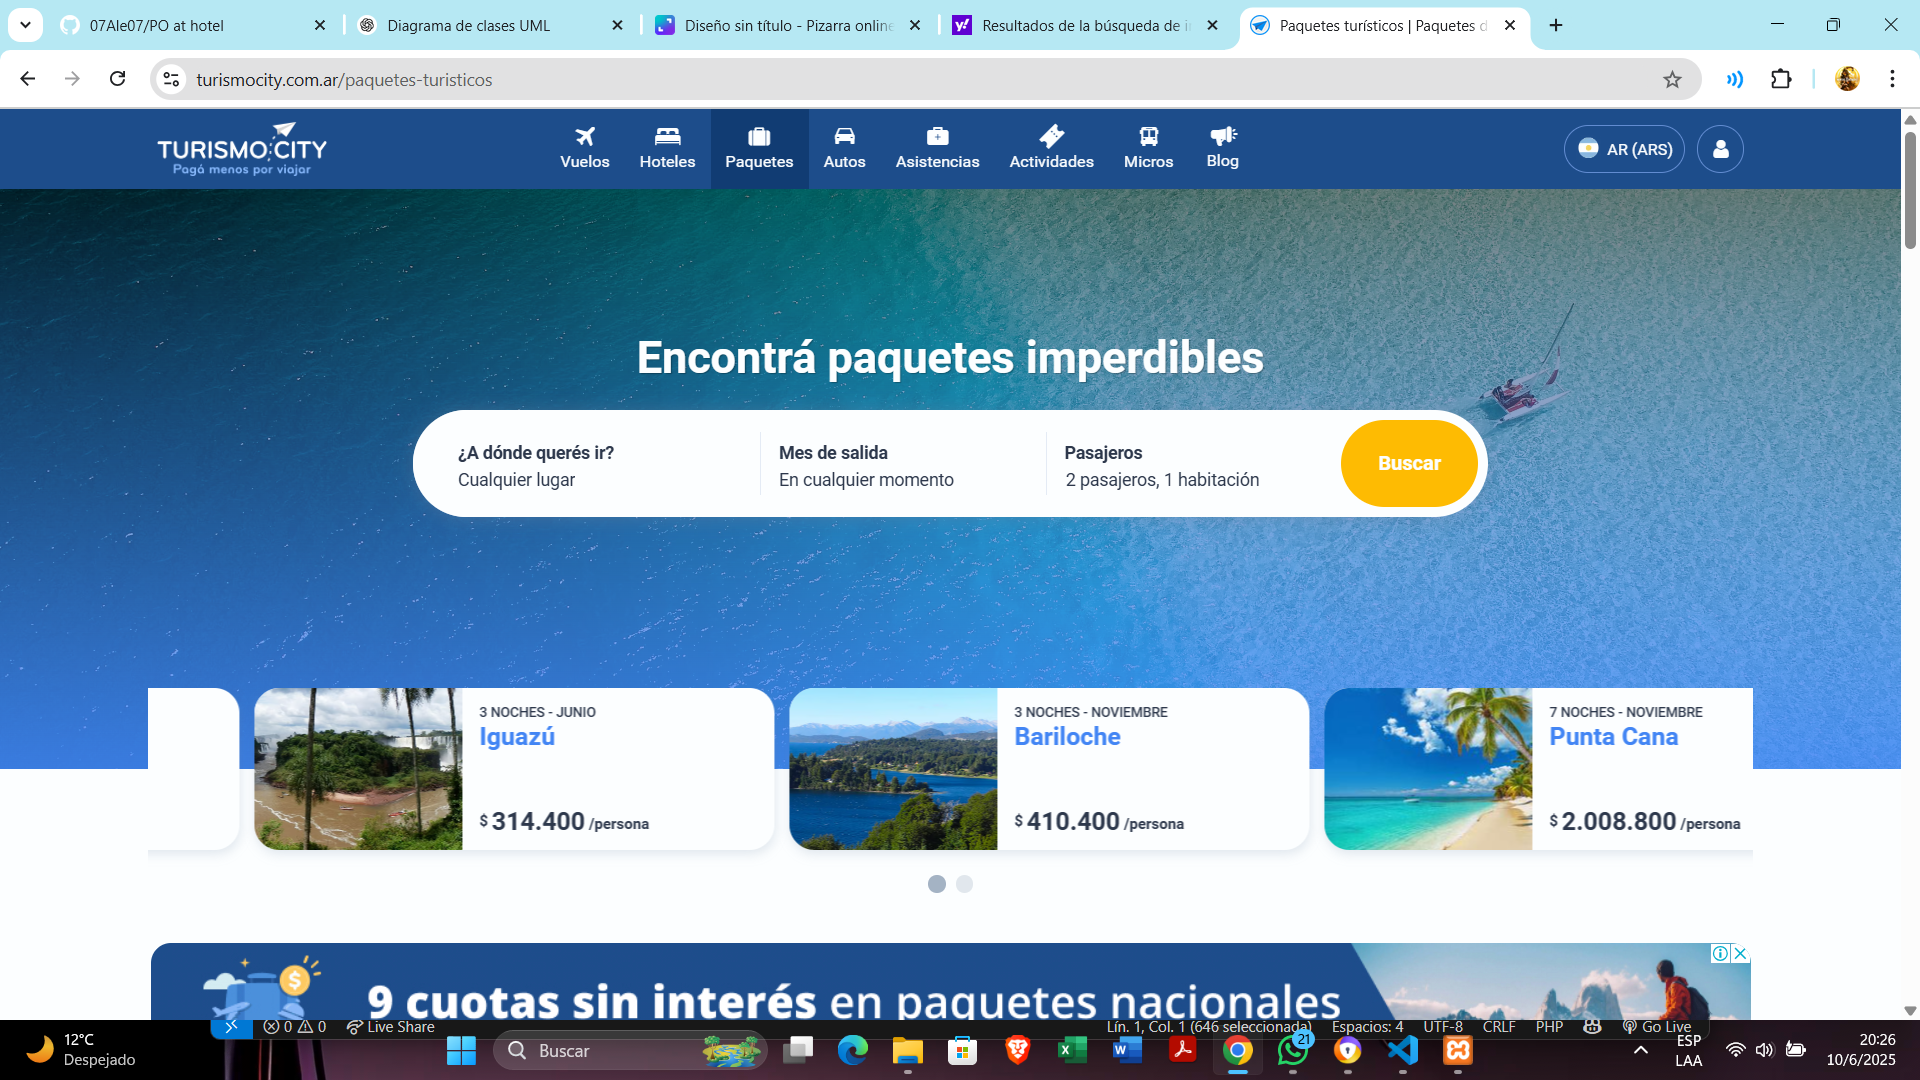 07Ale07/PO at hotel
Diagrama de clases UML
Diseño sin título - Pizarra online
Resultados de la búsqueda de i
Paquetes turísticos | Paquetes d
turismocity.com.ar/paquetes-turisticos
TURISMOCITY
Pagá menos por viajar
Vuelos
Hoteles
Paquetes
Autos
Asistencias
Actividades
Micros
Blog
AR (ARS)
Encontrá paquetes imperdibles
¿A dónde querés ir?
Cualquier lugar
Mes de salida
En cualquier momento
Pasajeros
2 pasajeros, 1 habitación
Buscar
3 NOCHES - JUNIO
Iguazú
$ 314.400 /persona
3 NOCHES - NOVIEMBRE
Bariloche
$ 410.400 /persona
7 NOCHES - NOVIEMBRE
Punta Cana
$ 2.008.800 /persona
9 cuotas sin interés en paquetes nacionales
0 0 Live Share
Lín. 1, Col. 1 (646 seleccionada) Espacios: 4 UTF-8 CRLF PHP Go Live
12°C
Despejado
Buscar
21
ESP
LAA
20:26
10/6/2025